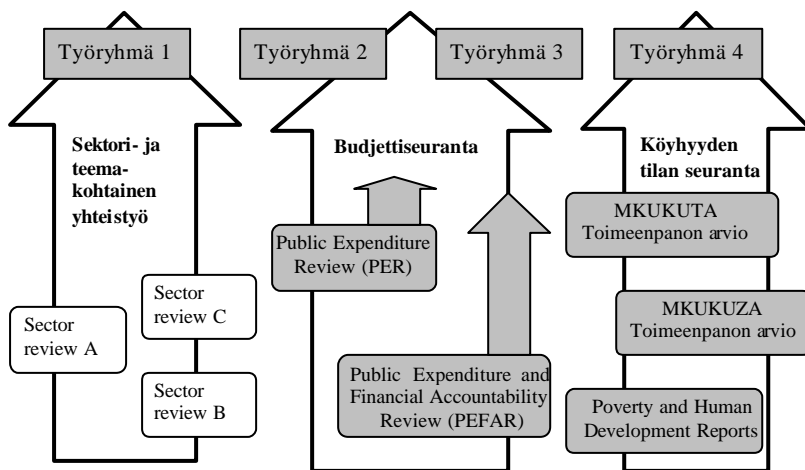 Työryhmä 1
Työryhmä 2
Työryhmä 3
Työryhmä 4
Sektori- ja
teema-
kohtainen
yhteistyö
Sector
review A
Sector
review C
Sector
review B
Budjettiseuranta
Public Expenditure
Review (PER)
Public Expenditure and
Financial Accountability
Review (PEFAR)
Köyhyyden
tilan seuranta
MKUKUTA
Toimeenpanon arvio
MKUKUZA
Toimeenpanon arvio
Poverty and Human
Development Reports